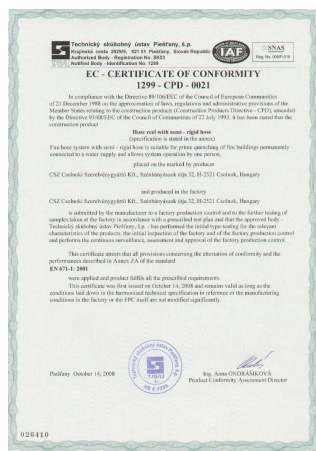 Technický skúšobný ústav Piešťany, š.p.
Krajinská cesta 2929/9, 921 01 Piešťany, Slovak Republic
Authorized Body - Registration No. SK03
Notified Body - Identification No. 1299
IAF
SNAS
EC - CERTIFICATE OF CONFORMITY
1299 - CPD - 0021
In compliance with the Directive 89/106/EEC of the Council of European Communities
of 21 December 1988 on the approximation of laws, regulations and administrative provisions of the
Member States relating to the construction products (Construction Products Directive - CPD), amended
by the Directive 93/68/EEC of the Council of Communities of 22 July 1993, it has been stated that the
construction product
Hose reel with semi - rigid hose
(specification is stated in the annex)
Fire hose system with semi - rigid hose is suitable for prime quenching of fire buildings permanently
connected to a water supply and allows system operation by one person,
placed on the market by producer
CSZ Csolnoki Szerelvénygyártó Kft., Szénbányászok útja 32, H-2521 Csolnok, Hungary
and produced in the factory
CSZ Csolnoki Szerelvénygyártó Kft., Szénbányászok útja 32, H-2521 Csolnok, Hungary
is submitted by the manufacturer to a factory production control and to the further testing of
samples taken at the factory in accordance with a prescribed test plan and that the approved body -
Technický skúšobný ústav Piešťany, š.p. - has performed the initial type-testing for the relevant
characteristics of the products, the initial inspection of the factory and of the factory production control
and performs the continuous surveillance, assessment and approval of the factory production control.
This certificate attests that all provisions concerning the attestation of conformity and the
performances described in Annex ZA of the standard
EN 671-1: 2001
were applied and product fulfils all the prescribed requirements.
This certificate was first issued on October 14, 2008 and remains valid as long as the
conditions laid down in the harmonised technical specification in reference or the manufacturing
conditions in the factory or the FPC itself are not modified significantly.
Piešťany October 14, 2008
Ing. Anna ONDRÁŠIKOVÁ
Product Conformity Assessment Director
026410